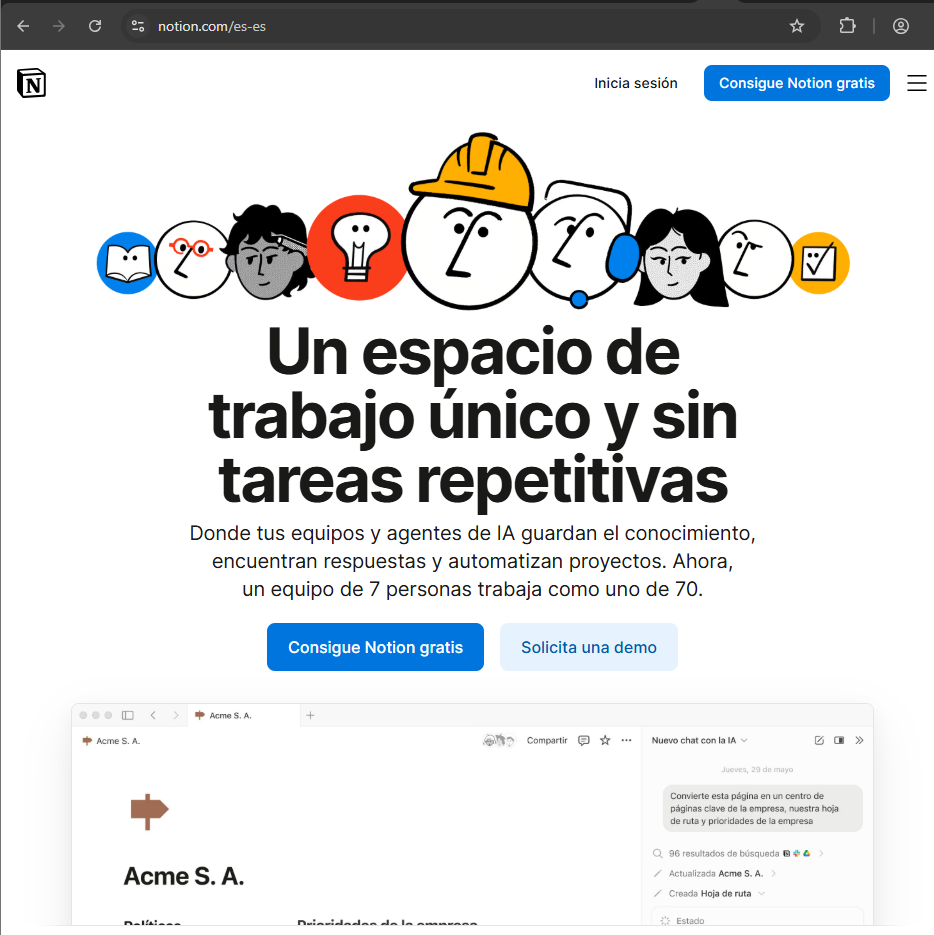 notion.com/es-es
N
Inicia sesión
Consigue Notion gratis
Un espacio de
trabajo único y sin
tareas repetitivas
Donde tus equipos y agentes de IA guardan el conocimiento,
encuentran respuestas y automatizan proyectos. Ahora,
un equipo de 7 personas trabaja como uno de 70.
Consigue Notion gratis
Solicita una demo
Acme S. A.
Acme S. A.
Compartir
Nuevo chat con la IA
Jueves, 29 de mayo
Convierte esta página en un centro de
páginas clave de la empresa, nuestra hoja
de ruta y prioridades de la empresa
96 resultados de búsqueda
Actualizada Acme S. A.
Creada Hoja de ruta
Estado
Acme S. A.
Políticas
Prioridades de la empresa